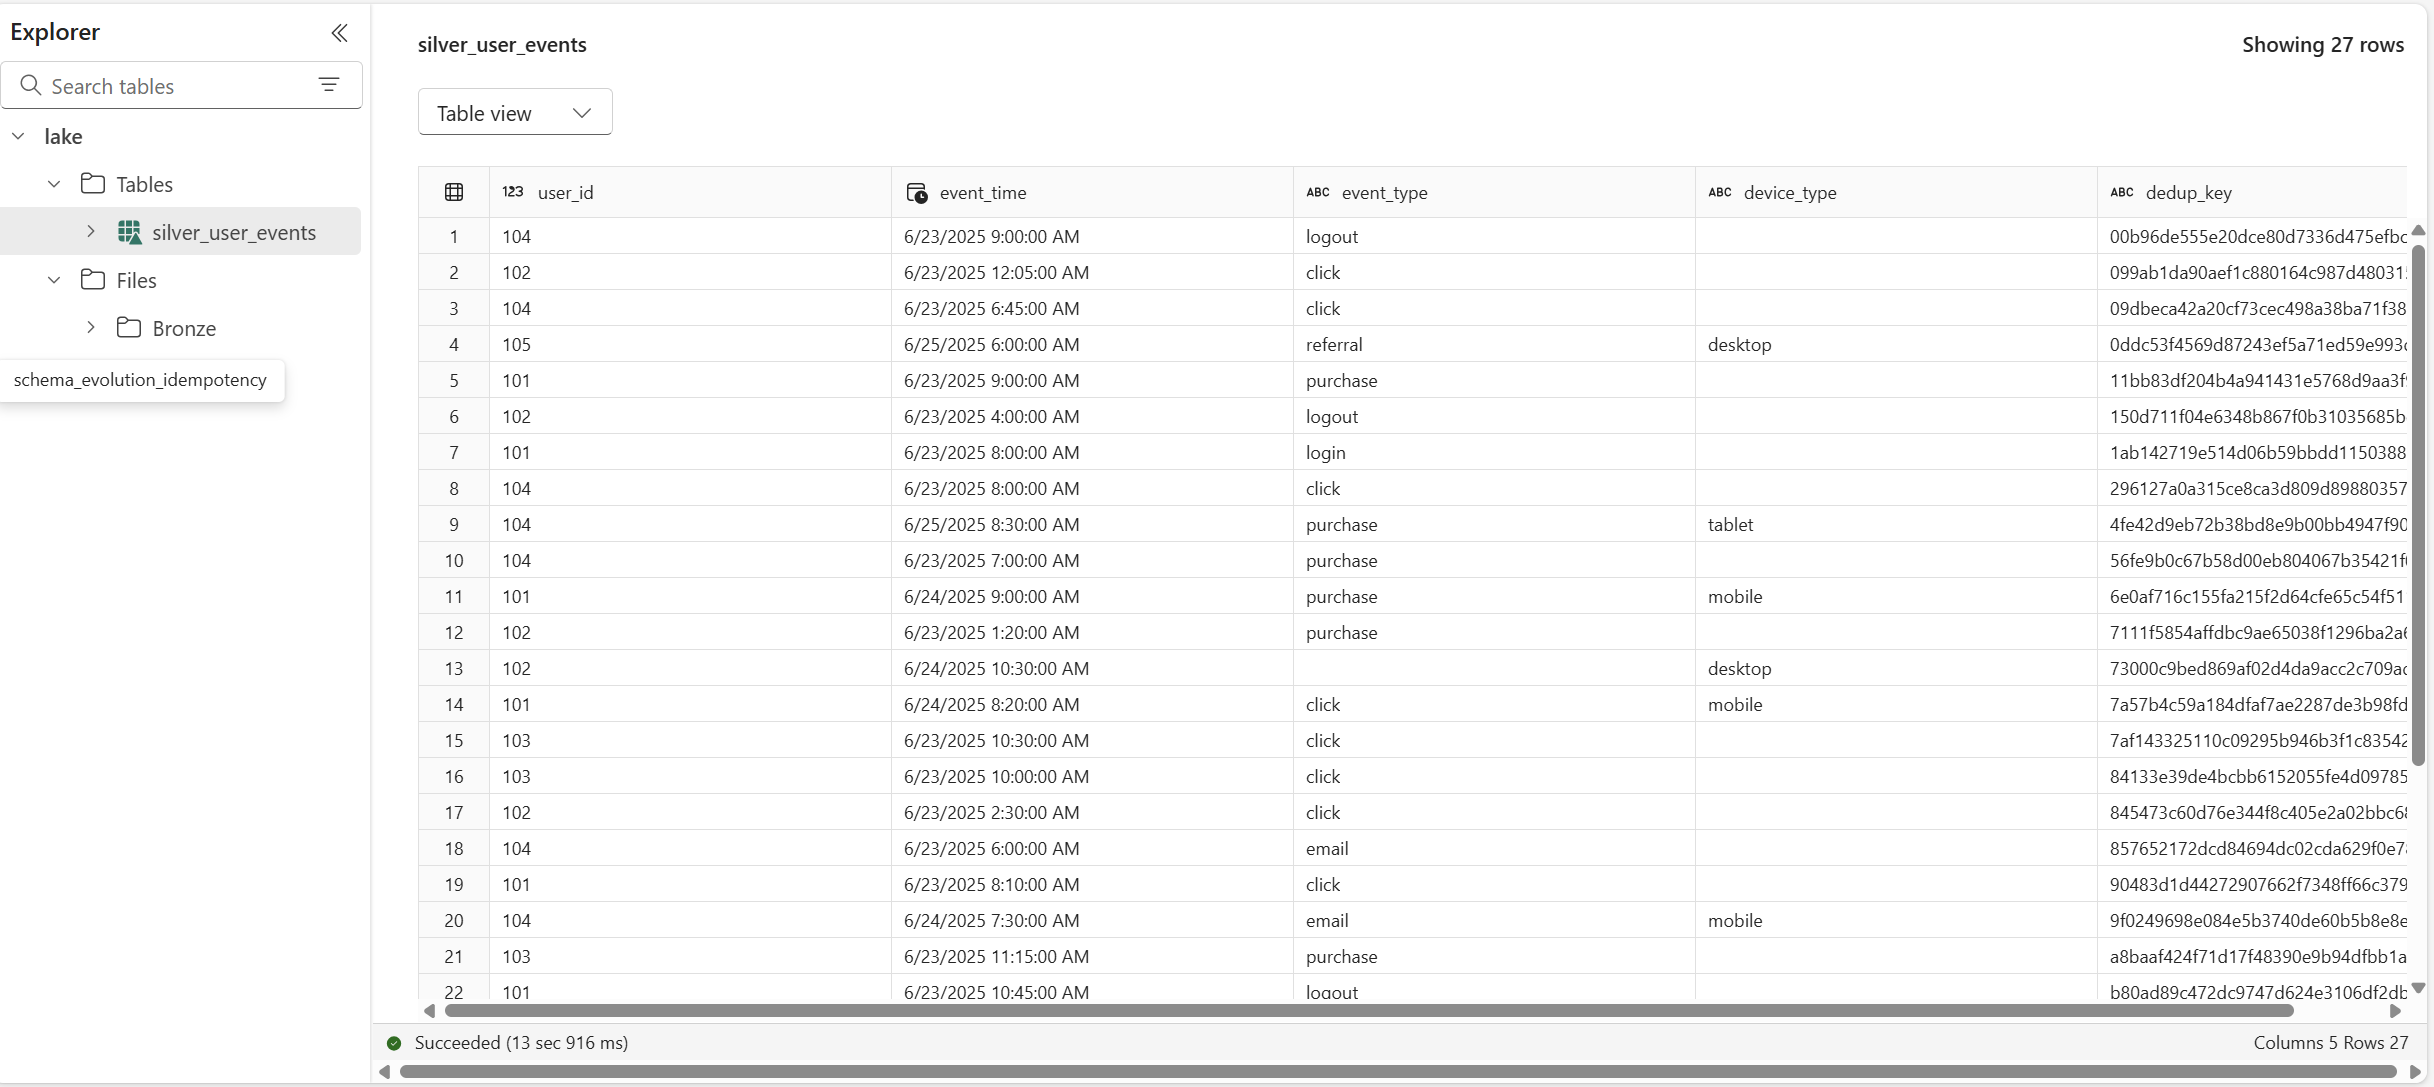 Explorer
Search tables
lake
Tables
silver_user_events
Files
Bronze
schema_evolution_idempotency
silver_user_events
Showing 27 rows
Table view
123 user_id ABC event_time ABC event_type ABC device_type ABC dedup_key
1 104 6/23/2025 9:00:00 AM logout 00b96de555e20dce80d7336d475efbc
2 102 6/23/2025 12:05:00 AM click 099ab1da90aef1c880164c987d48031
3 104 6/23/2025 6:45:00 AM click 09dbeca42a20cf73cec498a38ba71f38
4 105 6/25/2025 6:00:00 AM referral desktop 0ddc53f4569d87243ef5a71ed59e993
5 101 6/23/2025 9:00:00 AM purchase 11bb83df204b4a941431e5768d9aa3f
6 102 6/23/2025 4:00:00 AM logout 150d711f04e6348b867f0b31035685b
7 101 6/23/2025 8:00:00 AM login 1ab142719e514d06b59bbdd1150388
8 104 6/23/2025 8:00:00 AM click 296127a0a315ce8ca3d809d89880357
9 104 6/25/2025 8:30:00 AM purchase tablet 4fe42d9eb72b38bd8e9b00bb4947f90
10 104 6/23/2025 7:00:00 AM purchase 56fe9b0c67b58d00eb804067b35421f
11 101 6/24/2025 9:00:00 AM purchase mobile 6e0af716c155fa215f2d64cfe65c54f51
12 102 6/23/2025 1:20:00 AM purchase 7111f5854affdbc9ae65038f1296ba2a
13 102 6/24/2025 10:30:00 AM desktop 73000c9bed869af02d4da9acc2c709a
14 101 6/24/2025 8:20:00 AM click mobile 7a57b4c59a184dfaf7ae2287de3b98fd
15 103 6/23/2025 10:30:00 AM click 7af143325110c09295b946b3f1c83542
16 103 6/23/2025 10:00:00 AM click 84133e39de4bcbb6152055fe4d09785
17 102 6/23/2025 2:30:00 AM click 845473c60d76e344f8c405e2a02bbc6
18 104 6/23/2025 6:00:00 AM email 857652172dcd84694dc02cda629f0e7
19 101 6/23/2025 8:10:00 AM click 90483d1d44272907662f7348ff66c379
20 104 6/24/2025 7:30:00 AM email mobile 9f0249698e084e5b3740de60b5b8e8e
21 103 6/23/2025 11:15:00 AM purchase a8baaf424f71d17f48390e9b94dfbb1a
22 101 6/23/2025 10:45:00 AM logout b80ad89c472dc9747d624e3106df2db
Succeeded (13 sec 916 ms)
Columns 5 Rows 27